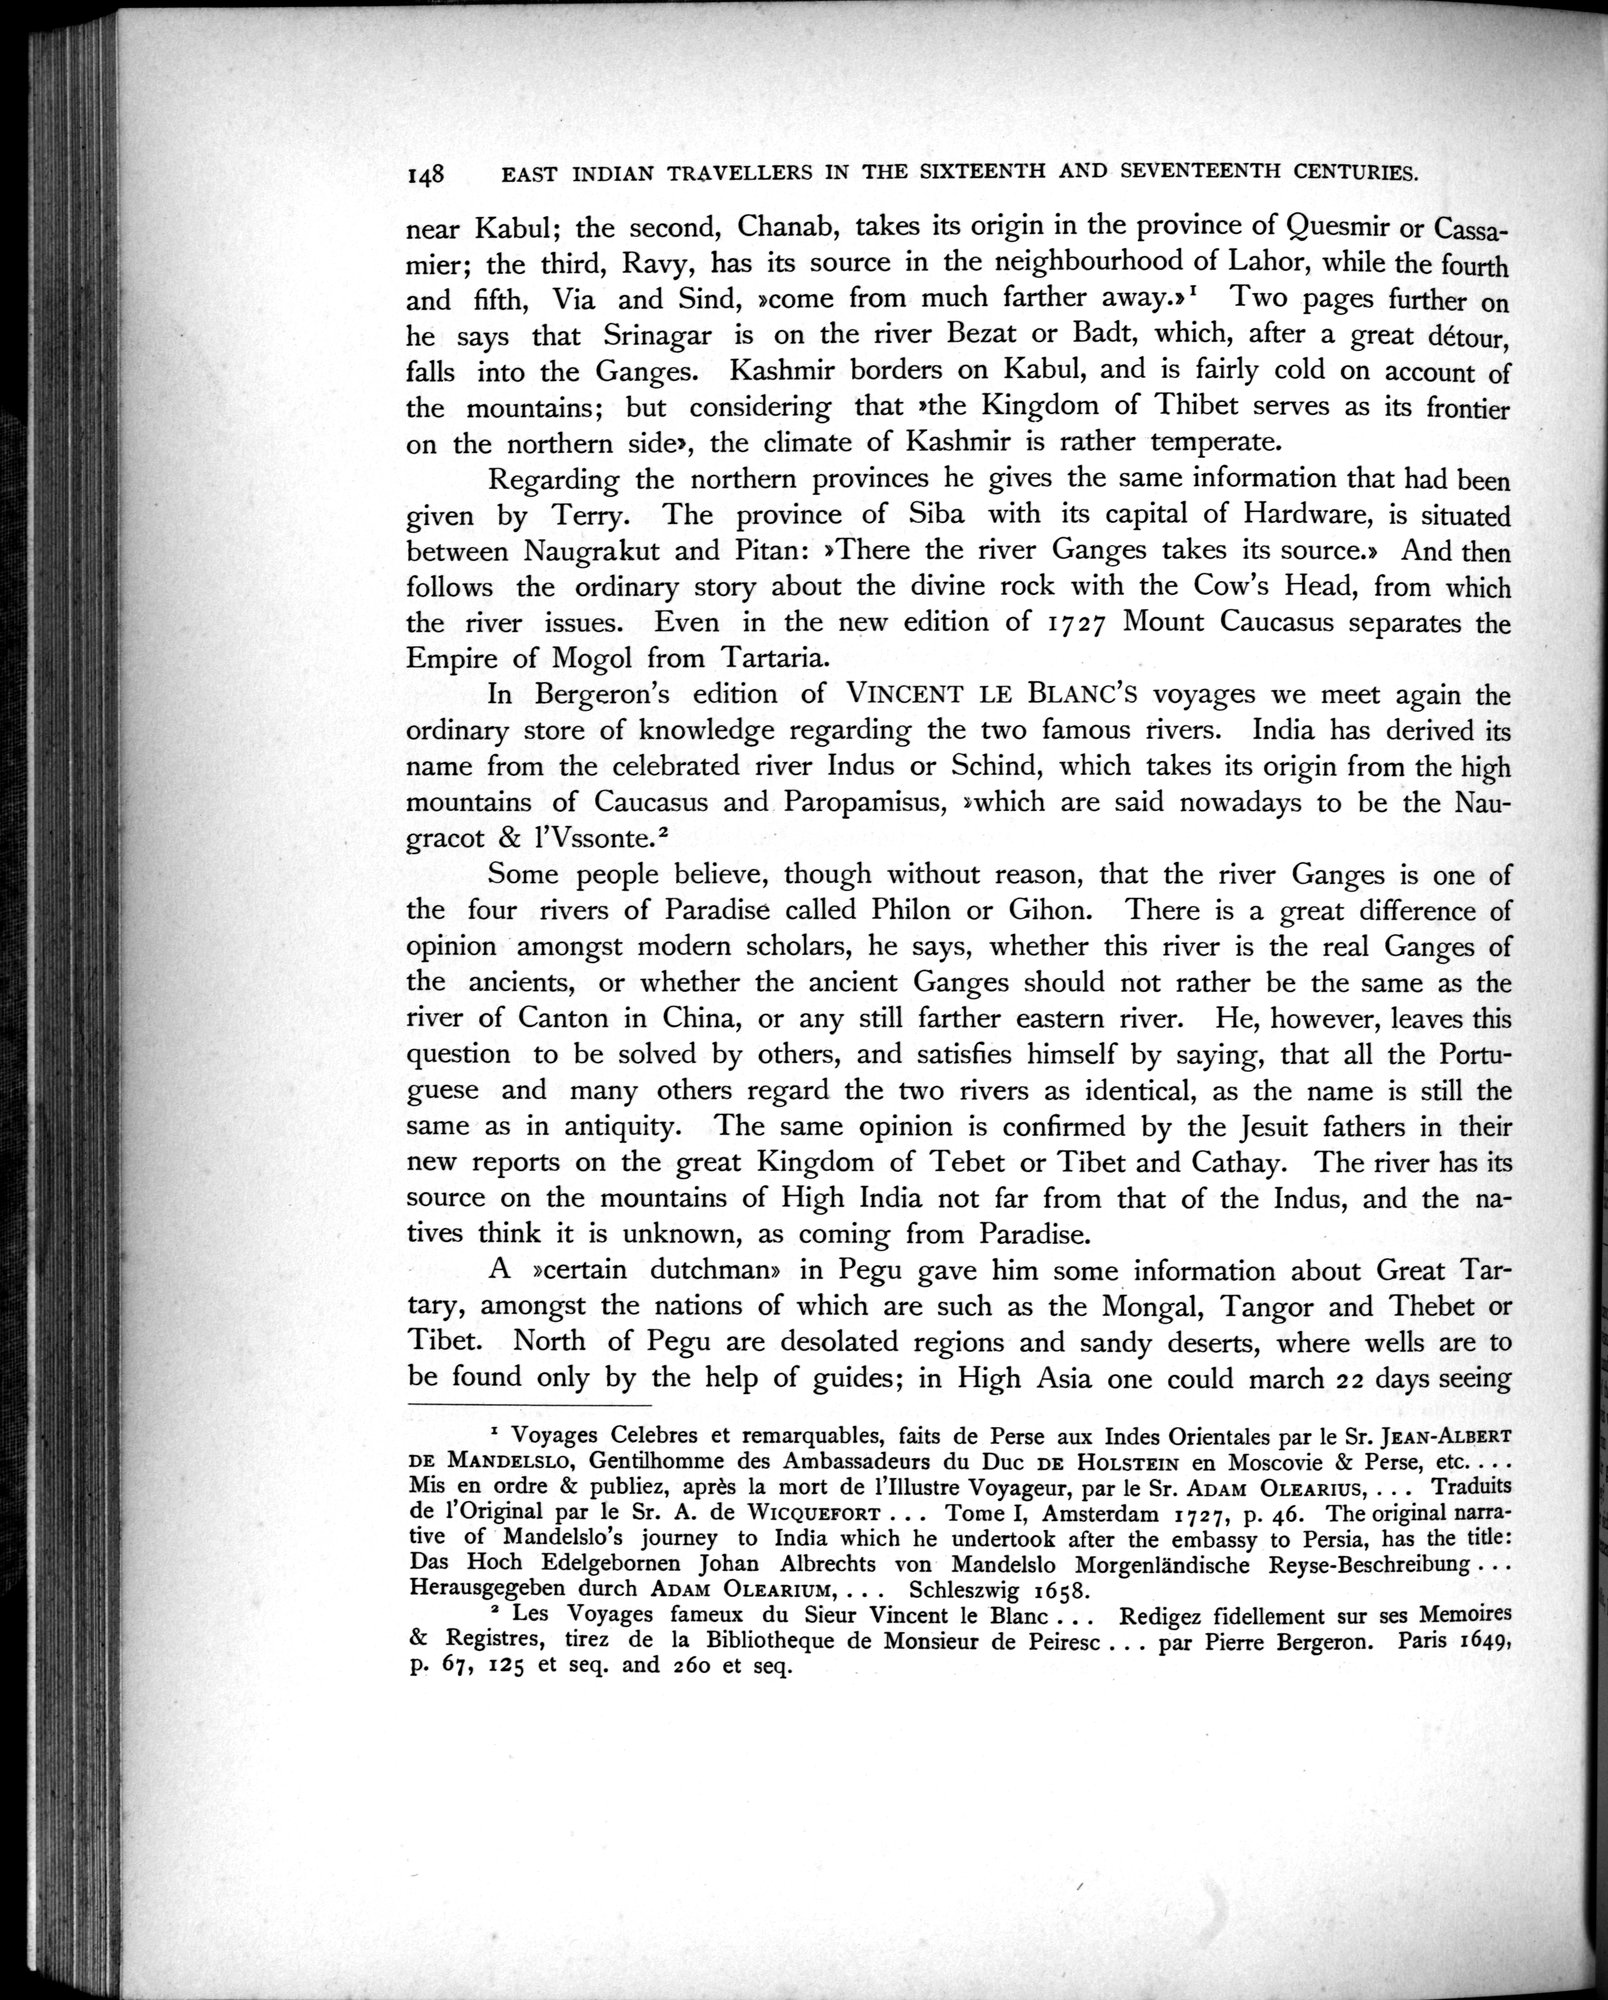 148 EAST INDIAN TRAVELLERS IN THE SIXTEENTH AND SEVENTEENTH CENTURIES.
near Kabul; the second, Chanab, takes its origin in the province of Quesmir or Cassa-
mier; the third, Ravy, has its source in the neighbourhood of Lahor, while the fourth
and fifth, Via and Sind, »come from much farther away.»¹ Two pages further on
he says that Srinagar is on the river Bezat or Badt, which, after a great détour,
falls into the Ganges. Kashmir borders on Kabul, and is fairly cold on account of
the mountains; but considering that »the Kingdom of Thibet serves as its frontier
on the northern side», the climate of Kashmir is rather temperate.
Regarding the northern provinces he gives the same information that had been
given by Terry. The province of Siba with its capital of Hardware, is situated
between Naugrakut and Pitan: »There the river Ganges takes its source.» And then
follows the ordinary story about the divine rock with the Cow's Head, from which
the river issues. Even in the new edition of 1727 Mount Caucasus separates the
Empire of Mogol from Tartaria.
In Bergeron's edition of VINCENT LE BLANC'S voyages we meet again the
ordinary store of knowledge regarding the two famous rivers. India has derived its
name from the celebrated river Indus or Schind, which takes its origin from the high
mountains of Caucasus and Paropamisus, »which are said nowadays to be the Nau-
gracot & l'Vssonte.²
Some people believe, though without reason, that the river Ganges is one of
the four rivers of Paradise called Philon or Gihon. There is a great difference of
opinion amongst modern scholars, he says, whether this river is the real Ganges of
the ancients, or whether the ancient Ganges should not rather be the same as the
river of Canton in China, or any still farther eastern river. He, however, leaves this
question to be solved by others, and satisfies himself by saying, that all the Portu-
guese and many others regard the two rivers as identical, as the name is still the
same as in antiquity. The same opinion is confirmed by the Jesuit fathers in their
new reports on the great Kingdom of Tebet or Tibet and Cathay. The river has its
source on the mountains of High India not far from that of the Indus, and the na-
tives think it is unknown, as coming from Paradise.
A »certain dutchman» in Pegu gave him some information about Great Tar-
tary, amongst the nations of which are such as the Mongal, Tangor and Thebet or
Tibet. North of Pegu are desolated regions and sandy deserts, where wells are to
be found only by the help of guides; in High Asia one could march 22 days seeing
¹ Voyages Celebres et remarquables, faits de Perse aux Indes Orientales par le Sr. JEAN-ALBERT
DE MANDELSLO, Gentilhomme des Ambassadeurs du Duc DE HOLSTEIN en Moscovie & Perse, etc. . . .
Mis en ordre & publiez, après la mort de l'Illustre Voyageur, par le Sr. ADAM OLEARIUS, . . . Traduits
de l'Original par le Sr. A. de WICQUEFORT . . . Tome I, Amsterdam 1727, p. 46. The original narra-
tive of Mandelslo's journey to India which he undertook after the embassy to Persia, has the title:
Das Hoch Edelgebornen Johan Albrechts von Mandelslo Morgenländische Reyse-Beschreibung . . .
Herausgegeben durch ADAM OLEARIUM, . . . Schleszwig 1658.
² Les Voyages fameux du Sieur Vincent le Blanc . . . Redigez fidellement sur ses Memoires
& Registres, tirez de la Bibliotheque de Monsieur de Peiresc . . . par Pierre Bergeron. Paris 1649,
p. 67, 125 et seq. and 260 et seq.